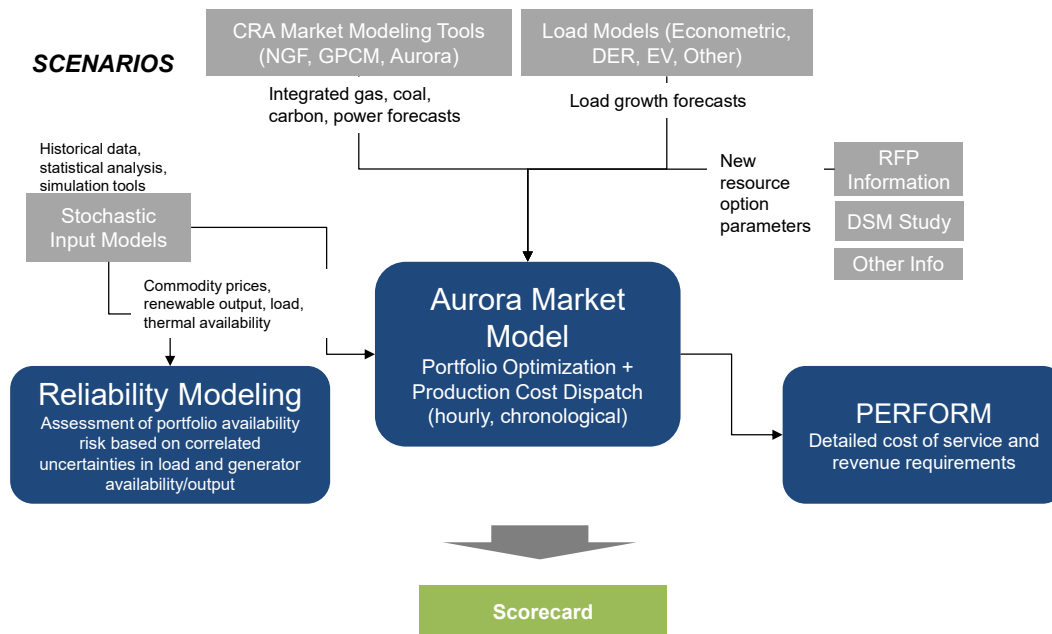 SCENARIOS
CRA Market Modeling Tools
(NGF, GPCM, Aurora)
Load Models (Econometric,
DER, EV, Other)
Integrated gas, coal,
carbon, power forecasts
Load growth forecasts
Historical data,
statistical analysis,
simulation tools
Stochastic
Input Models
New
resource
option
parameters
RFP
Information
DSM Study
Other Info
Commodity prices,
renewable output, load,
thermal availability
Aurora Market
Model
Portfolio Optimization +
Production Cost Dispatch
(hourly, chronological)
Reliability Modeling
Assessment of portfolio availability
risk based on correlated
uncertainties in load and generator
availability/output
PERFORM
Detailed cost of service and
revenue requirements
Scorecard